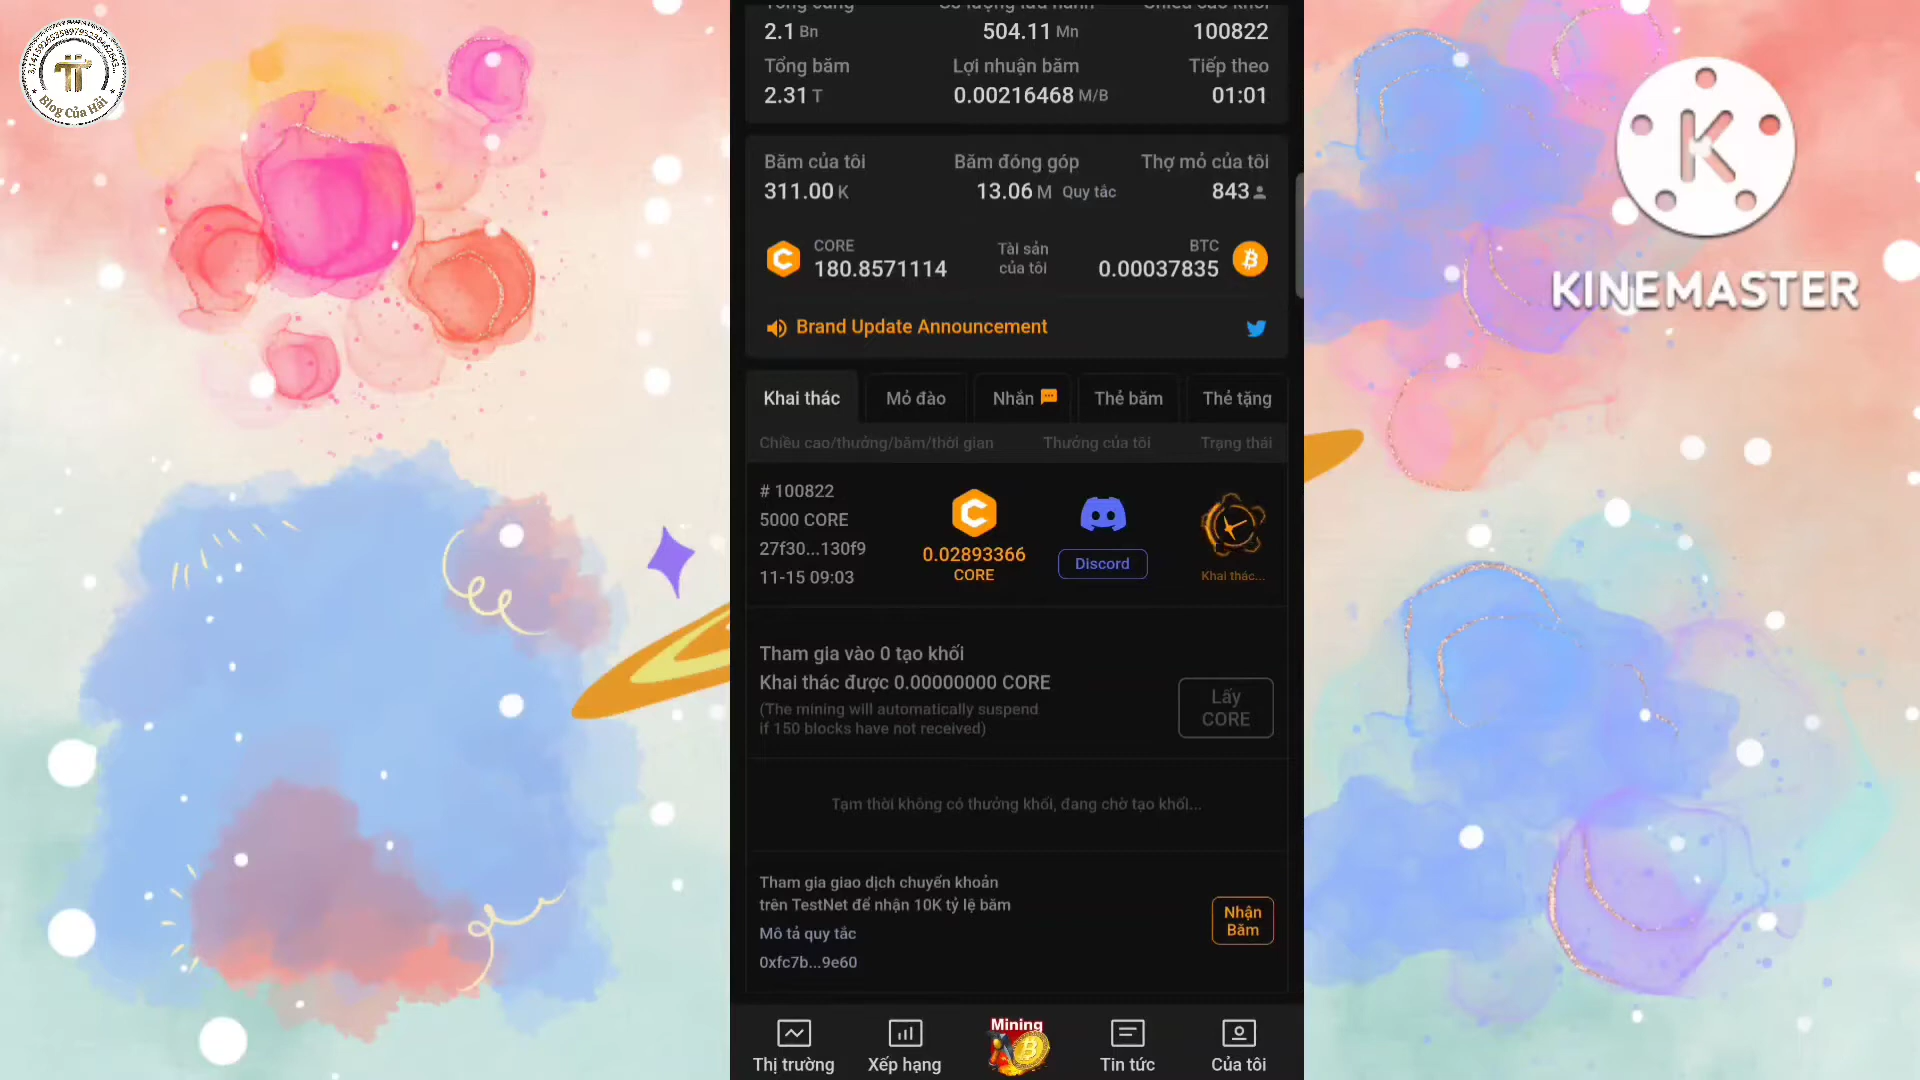 Blog Của Hải
KINEMASTER
2.1 Bn
504.11 Mn
100822
Tổng băm
Lợi nhuận băm
Tiếp theo
2.31 T
0.00216468 M/B
01:01
Băm của tôi
Băm đóng góp
Thợ mỏ của tôi
311.00 K
13.06 M Quy tắc
843
CORE
180.8571114
Tài sản
của tôi
BTC
0.00037835
Brand Update Announcement
Khai thác
Mỏ đào
Nhắn
Thẻ băm
Thẻ tặng
Chiều cao/thưởng/băm/thời gian
Thưởng của tôi
Trạng thái
# 100822
5000 CORE
27f30...130f9
11-15 09:03
0.02893366
CORE
Discord
Khai thác...
Tham gia vào 0 tạo khối
Khai thác được 0.00000000 CORE
(The mining will automatically suspend
if 150 blocks have not received)
Lấy
CORE
Tạm thời không có thưởng khối, đang chờ tạo khối...
Tham gia giao dịch chuyển khoản
trên TestNet để nhận 10K tỷ lệ băm
Mô tả quy tắc
0xfc7b...9e60
Nhận
Băm
Mining
Thị trường
Xếp hạng
Tin tức
Của tôi